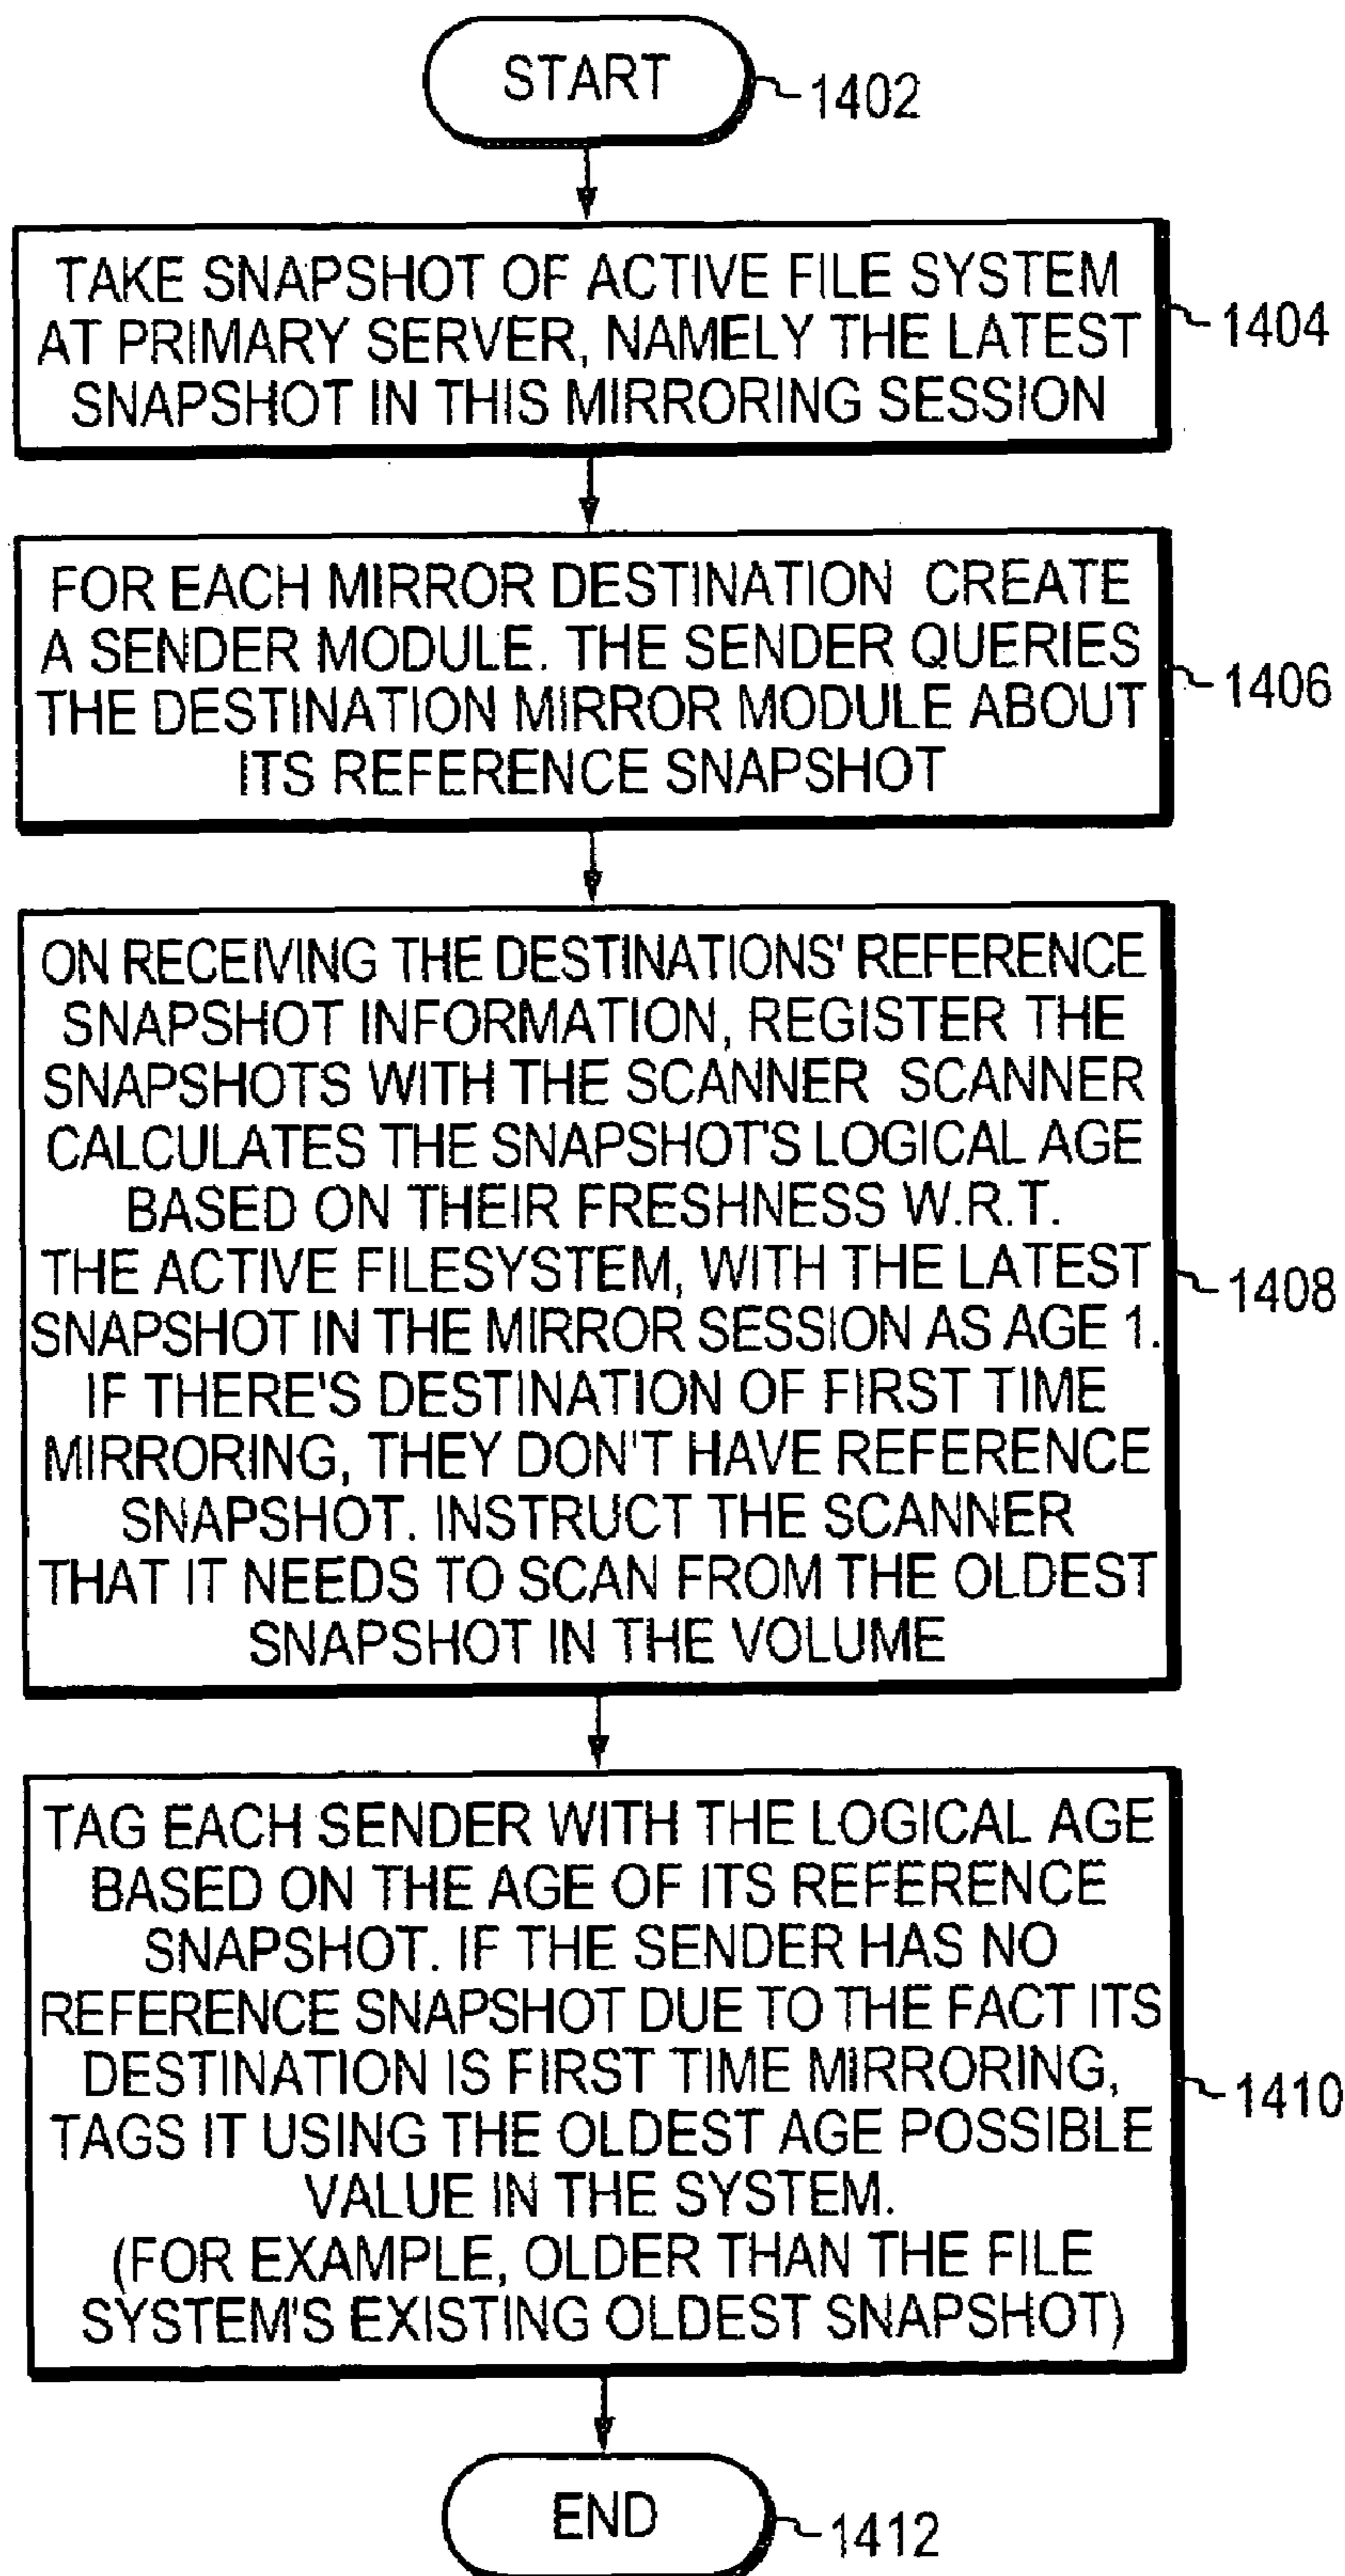 START
1402
TAKE SNAPSHOT OF ACTIVE FILE SYSTEM
AT PRIMARY SERVER, NAMELY THE LATEST
SNAPSHOT IN THIS MIRRORING SESSION
1404
FOR EACH MIRROR DESTINATION CREATE
A SENDER MODULE. THE SENDER QUERIES
THE DESTINATION MIRROR MODULE ABOUT
ITS REFERENCE SNAPSHOT
1406
ON RECEIVING THE DESTINATIONS' REFERENCE
SNAPSHOT INFORMATION, REGISTER THE
SNAPSHOTS WITH THE SCANNER SCANNER
CALCULATES THE SNAPSHOT'S LOGICAL AGE
BASED ON THEIR FRESHNESS W.R.T.
THE ACTIVE FILESYSTEM, WITH THE LATEST
SNAPSHOT IN THE MIRROR SESSION AS AGE 1.
IF THERE'S DESTINATION OF FIRST TIME
MIRRORING, THEY DON'T HAVE REFERENCE
SNAPSHOT. INSTRUCT THE SCANNER
THAT IT NEEDS TO SCAN FROM THE OLDEST
SNAPSHOT IN THE VOLUME
1408
TAG EACH SENDER WITH THE LOGICAL AGE
BASED ON THE AGE OF ITS REFERENCE
SNAPSHOT. IF THE SENDER HAS NO
REFERENCE SNAPSHOT DUE TO THE FACT ITS
DESTINATION IS FIRST TIME MIRRORING,
TAGS IT USING THE OLDEST AGE POSSIBLE
VALUE IN THE SYSTEM.
(FOR EXAMPLE, OLDER THAN THE FILE
SYSTEM'S EXISTING OLDEST SNAPSHOT)
1410
END
1412